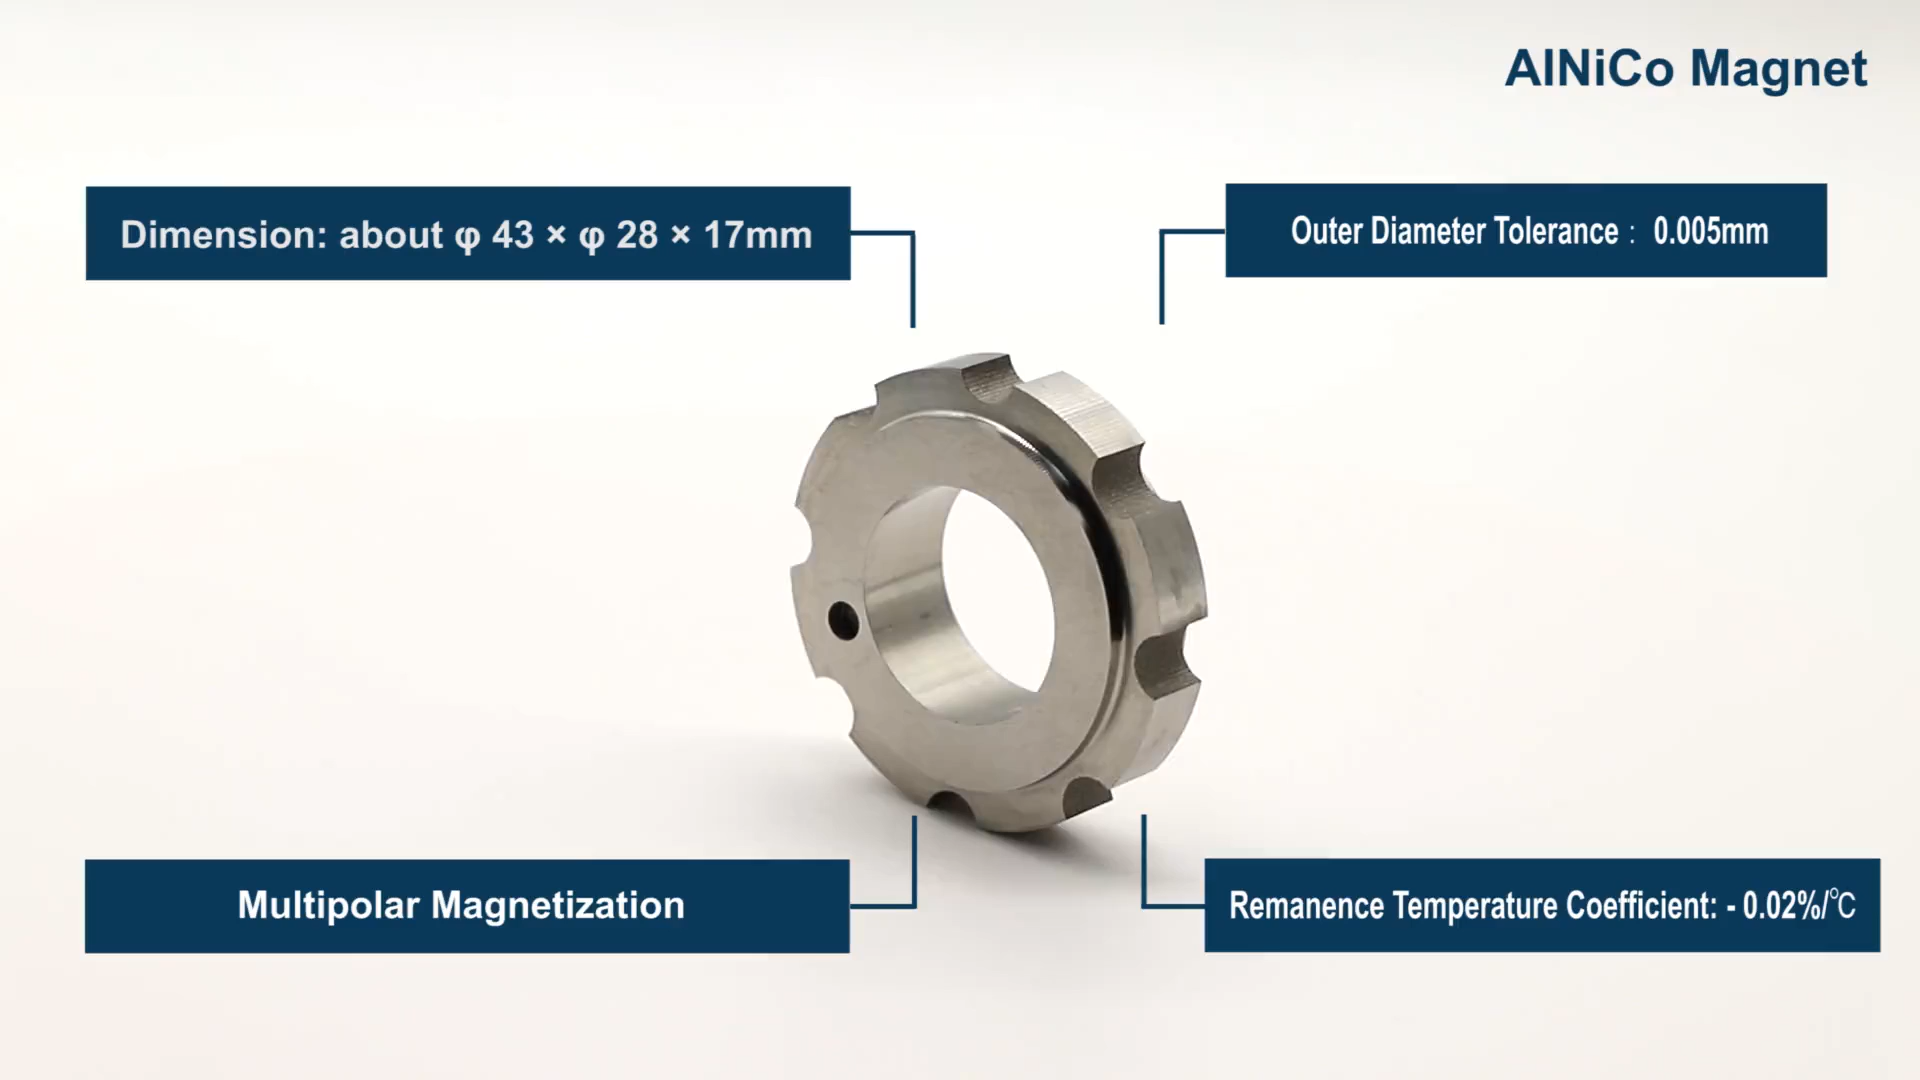 AlNiCo Magnet
Dimension: about φ 43 × φ 28 × 17mm
Outer Diameter Tolerance： 0.005mm
Multipolar Magnetization
Remanence Temperature Coefficient: - 0.02%/℃